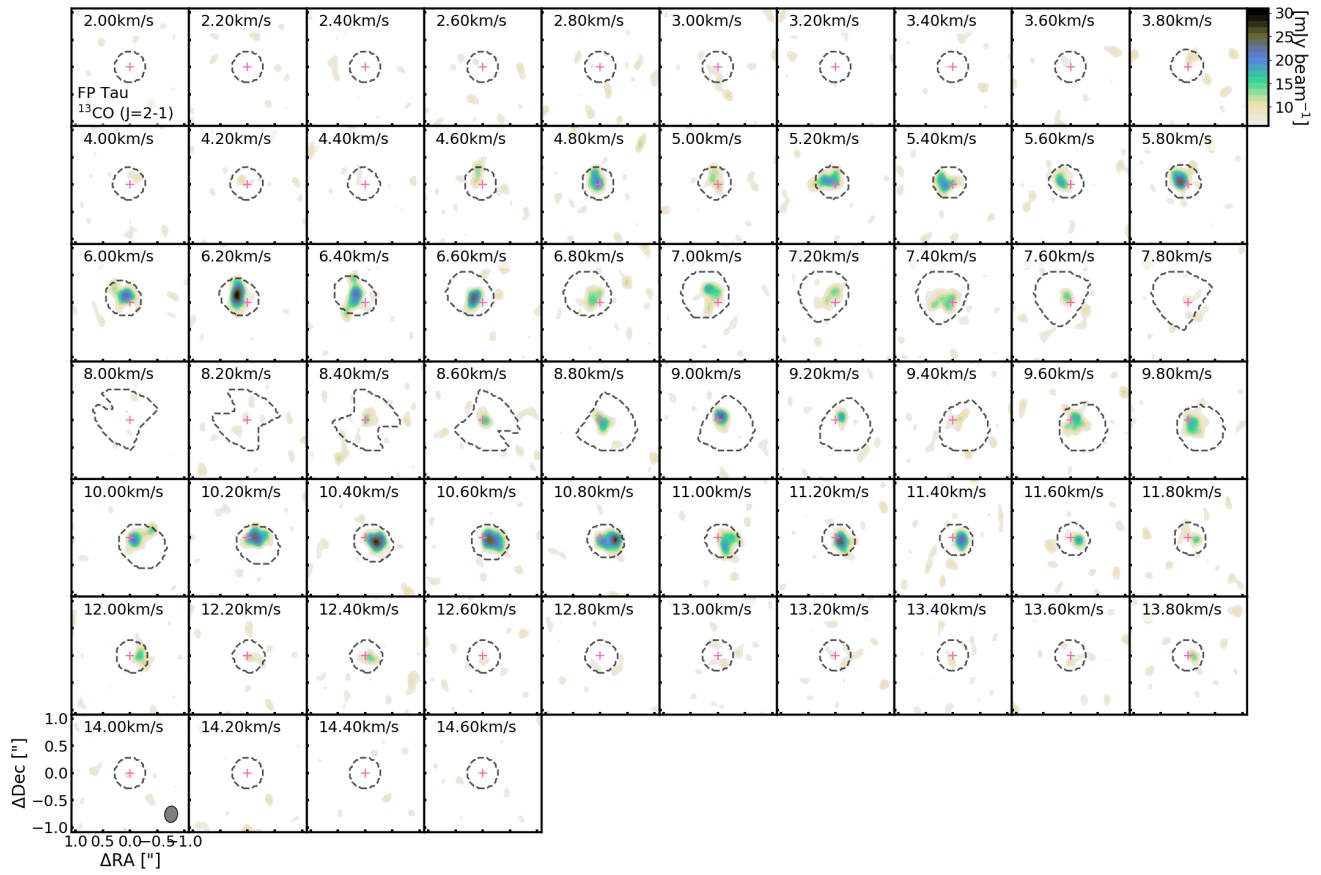 2.00km/s 2.20km/s 2.40km/s 2.60km/s 2.80km/s 3.00km/s 3.20km/s 3.40km/s 3.60km/s 3.80km/s
FP Tau
¹³CO (J=2-1)
30
25
20
15
10
[mJy beam⁻¹]
4.00km/s 4.20km/s 4.40km/s 4.60km/s 4.80km/s 5.00km/s 5.20km/s 5.40km/s 5.60km/s 5.80km/s
6.00km/s 6.20km/s 6.40km/s 6.60km/s 6.80km/s 7.00km/s 7.20km/s 7.40km/s 7.60km/s 7.80km/s
8.00km/s 8.20km/s 8.40km/s 8.60km/s 8.80km/s 9.00km/s 9.20km/s 9.40km/s 9.60km/s 9.80km/s
10.00km/s 10.20km/s 10.40km/s 10.60km/s 10.80km/s 11.00km/s 11.20km/s 11.40km/s 11.60km/s 11.80km/s
12.00km/s 12.20km/s 12.40km/s 12.60km/s 12.80km/s 13.00km/s 13.20km/s 13.40km/s 13.60km/s 13.80km/s
14.00km/s 14.20km/s 14.40km/s 14.60km/s
1.0
0.5
0.0
−0.5
−1.0
ΔDec ["]
1.0 0.5 0.0 −0.5 −1.0
ΔRA ["]